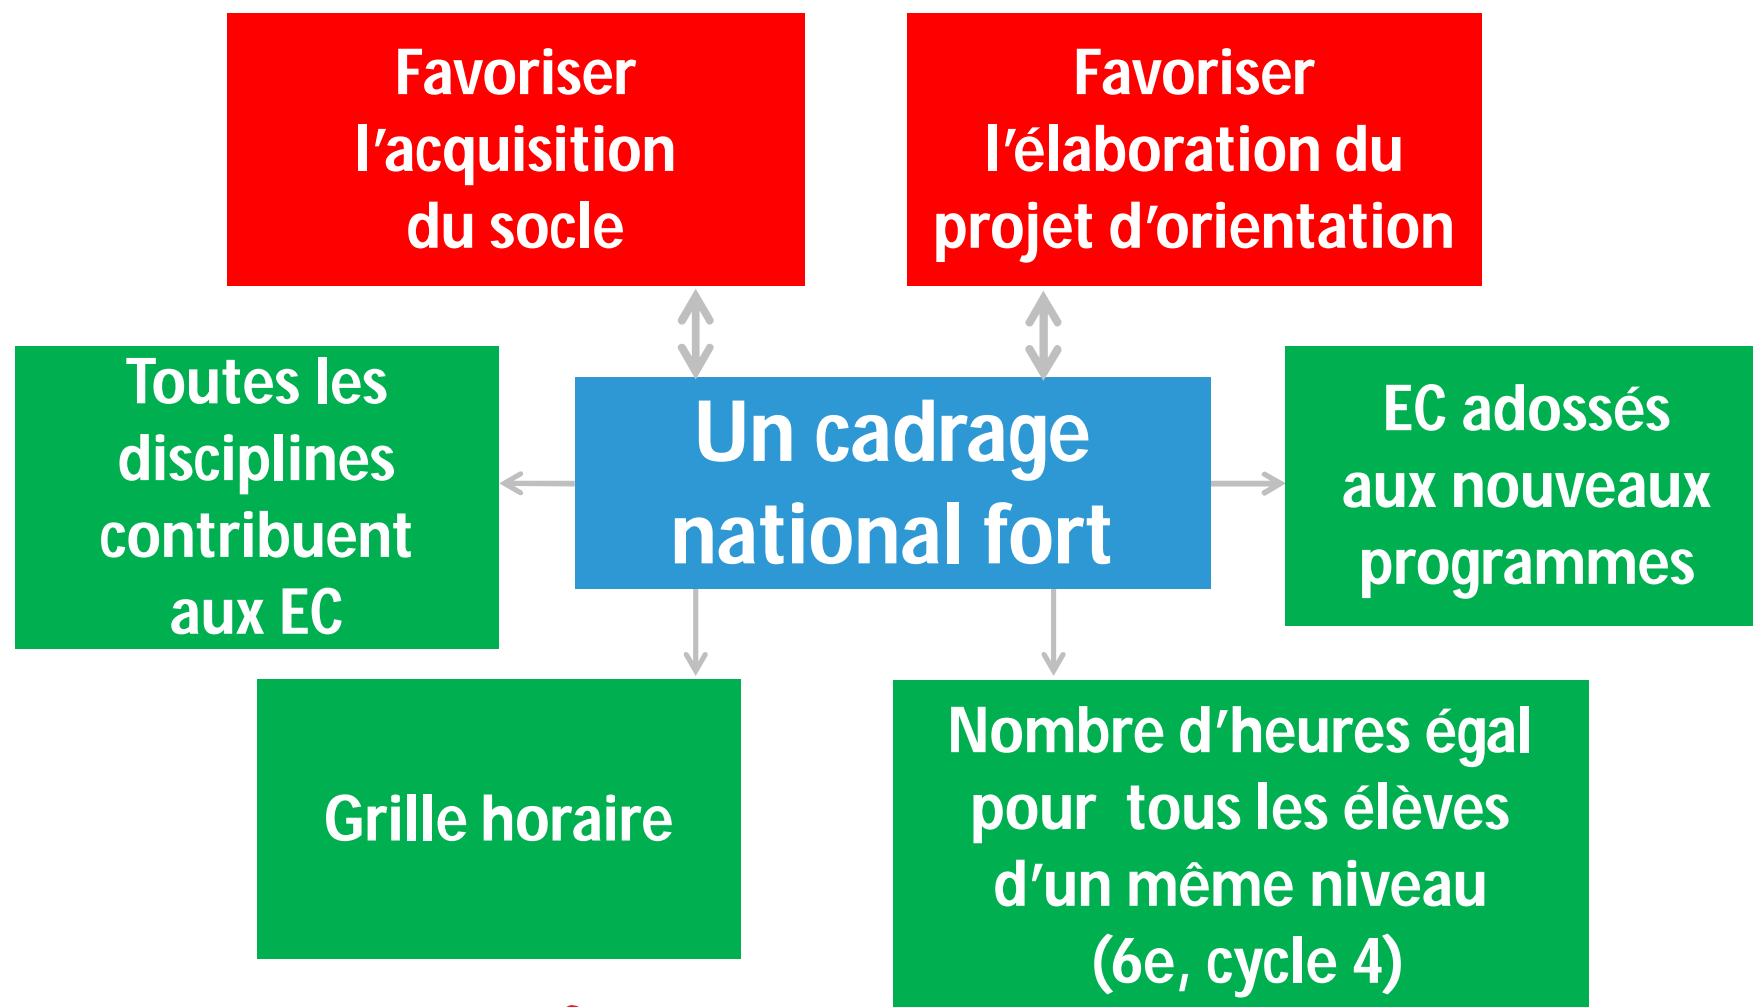 Favoriser
l’acquisition
du socle
Favoriser
l’élaboration du
projet d’orientation
Toutes les
disciplines
contribuent
aux EC
Un cadrage
national fort
EC adossés
aux nouveaux
programmes
Grille horaire
Nombre d’heures égal
pour tous les élèves
d’un même niveau
(6e, cycle 4)